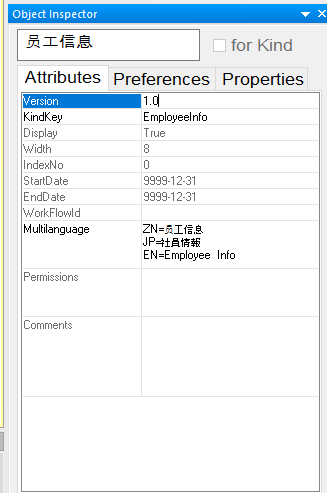 Object Inspector
员工信息
for Kind
Attributes Preferences Properties
Version 1.0
KindKey EmployeeInfo
Display True
Width 8
IndexNo 0
StartDate 9999-12-31
EndDate 9999-12-31
WorkFlowId
Multilanguage ZN=员工信息
JP=社員情報
EN=Employee Info
Permissions
Comments